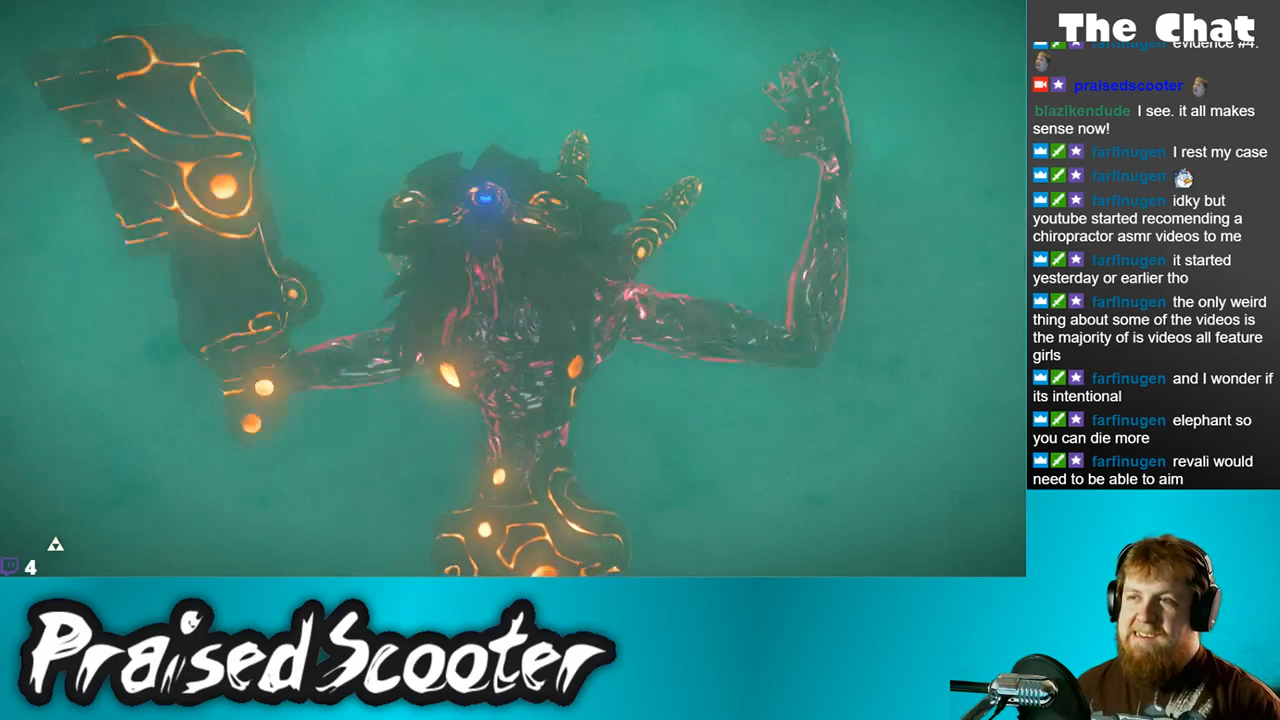 The Chat
farfinugen evidence #4.
praisedscooter
blazikendude I see. it all makes
sense now!
farfinugen I rest my case
farfinugen
farfinugen idky but
youtube started recomending a
chiropractor asmr videos to me
farfinugen it started
yesterday or earlier tho
farfinugen the only weird
thing about some of the videos is
the majority of is videos all feature
girls
farfinugen and I wonder if
its intentional
farfinugen elephant so
you can die more
farfinugen revali would
need to be able to aim
4
PraisedScooter